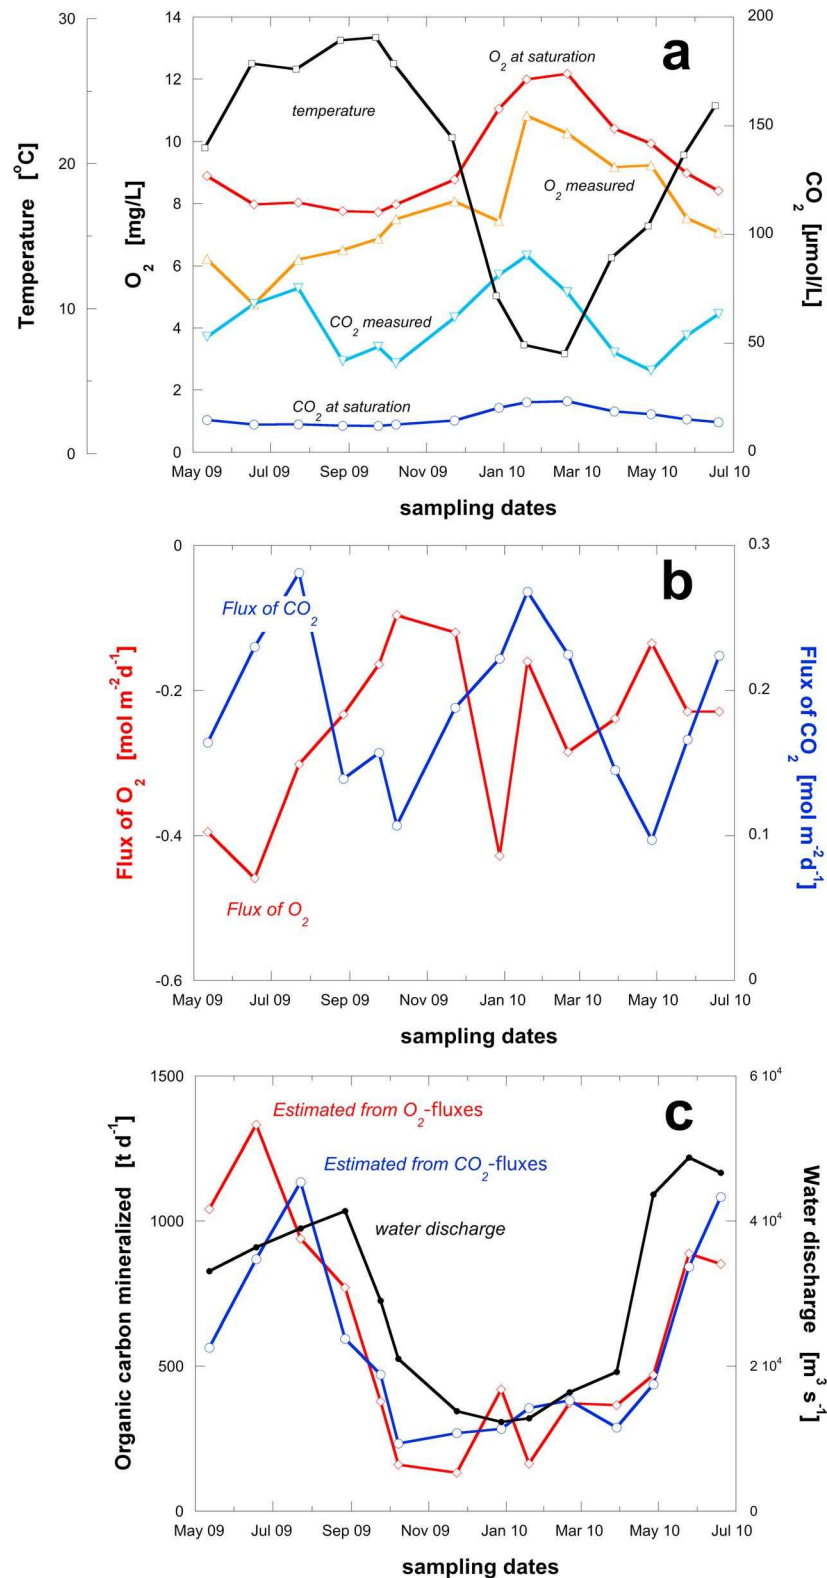 a
Temperature [°C]
30
20
10
0
O₂ [mg/L]
14
12
10
8
6
4
2
0
CO₂ [µmol/L]
200
150
100
50
0
O₂ at saturation
temperature
O₂ measured
CO₂ measured
CO₂ at saturation
May 09 Jul 09 Sep 09 Nov 09 Jan 10 Mar 10 May 10 Jul 10
sampling dates
b
Flux of O₂ [mol m⁻²d⁻¹]
0
-0.2
-0.4
-0.6
Flux of CO₂ [mol m⁻²d⁻¹]
0.3
0.2
0.1
0
Flux of CO₂
Flux of O₂
May 09 Jul 09 Sep 09 Nov 09 Jan 10 Mar 10 May 10 Jul 10
sampling dates
c
Organic carbon mineralized [t d⁻¹]
1500
1000
500
0
Water discharge [m³ s⁻¹]
6 10⁴
4 10⁴
2 10⁴
0
Estimated from O₂-fluxes
Estimated from CO₂-fluxes
water discharge
May 09 Jul 09 Sep 09 Nov 09 Jan 10 Mar 10 May 10 Jul 10
sampling dates